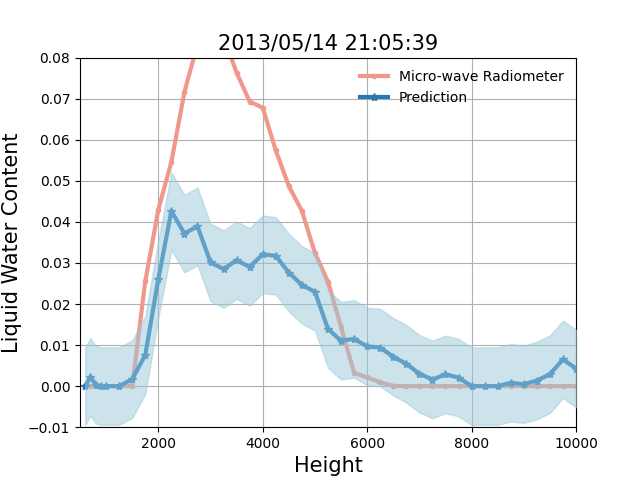 2013/05/14 21:05:39
Micro-wave Radiometer
Prediction
Liquid Water Content
0.08
0.07
0.06
0.05
0.04
0.03
0.02
0.01
0.00
−0.01
2000 4000 6000 8000 10000
Height